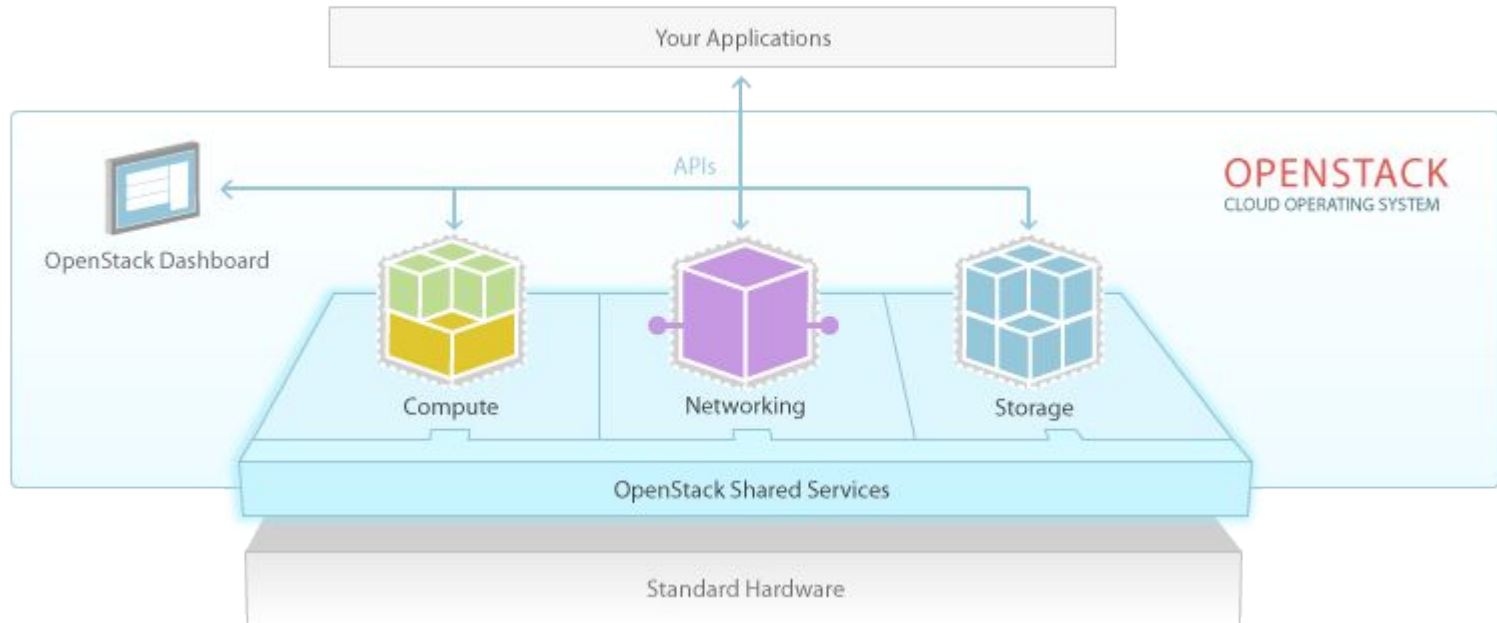 Your Applications
APIs
OPENSTACK
CLOUD OPERATING SYSTEM
OpenStack Dashboard
Compute
Networking
Storage
OpenStack Shared Services
Standard Hardware